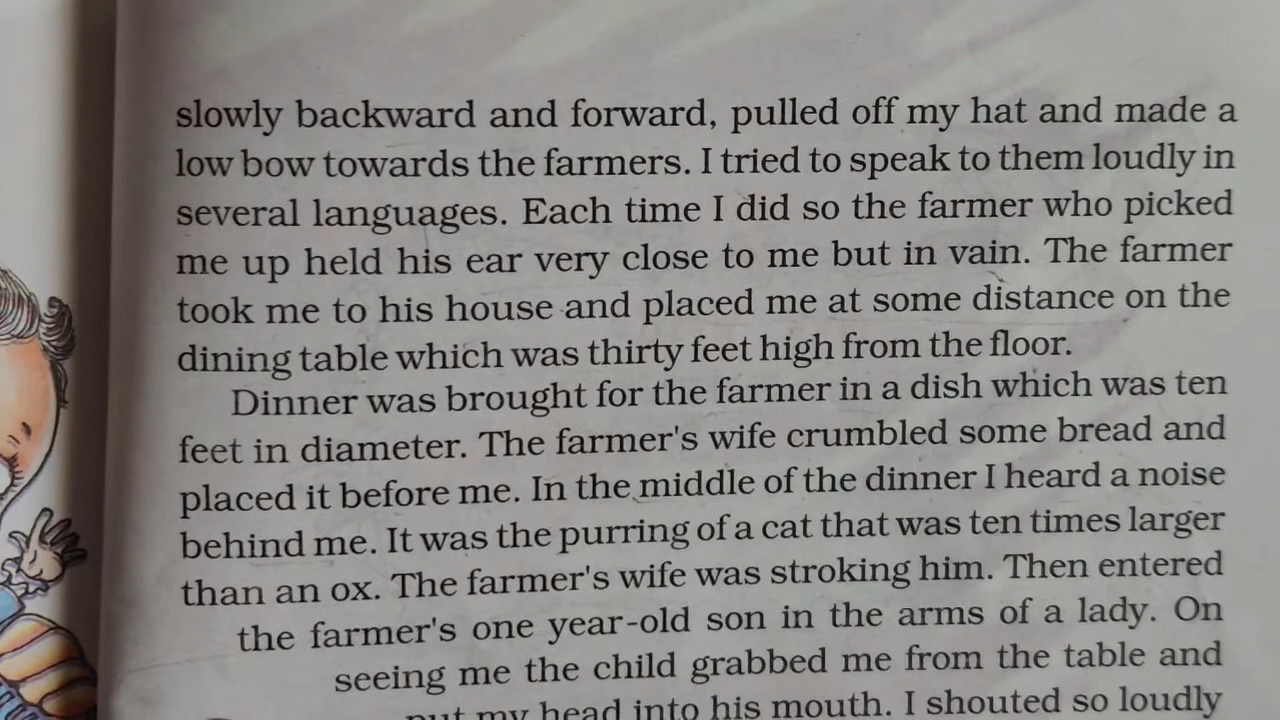 slowly backward and forward, pulled off my hat and made a
low bow towards the farmers. I tried to speak to them loudly in
several languages. Each time I did so the farmer who picked
me up held his ear very close to me but in vain. The farmer
took me to his house and placed me at some distance on the
dining table which was thirty feet high from the floor.
Dinner was brought for the farmer in a dish which was ten
feet in diameter. The farmer's wife crumbled some bread and
placed it before me. In the middle of the dinner I heard a noise
behind me. It was the purring of a cat that was ten times larger
than an ox. The farmer's wife was stroking him. Then entered
the farmer's one year-old son in the arms of a lady. On
seeing me the child grabbed me from the table and
put my head into his mouth. I shouted so loudly